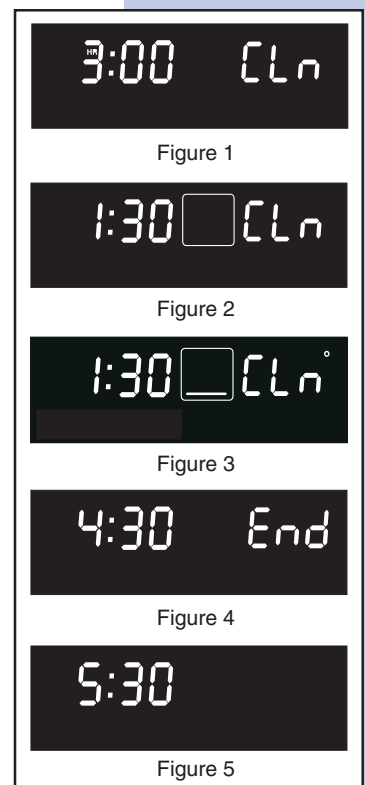 HR
3:00 CLn
Figure 1
1:30 CLn
Figure 2
1:30 CLn°
Figure 3
4:30 End
Figure 4
5:30
Figure 5